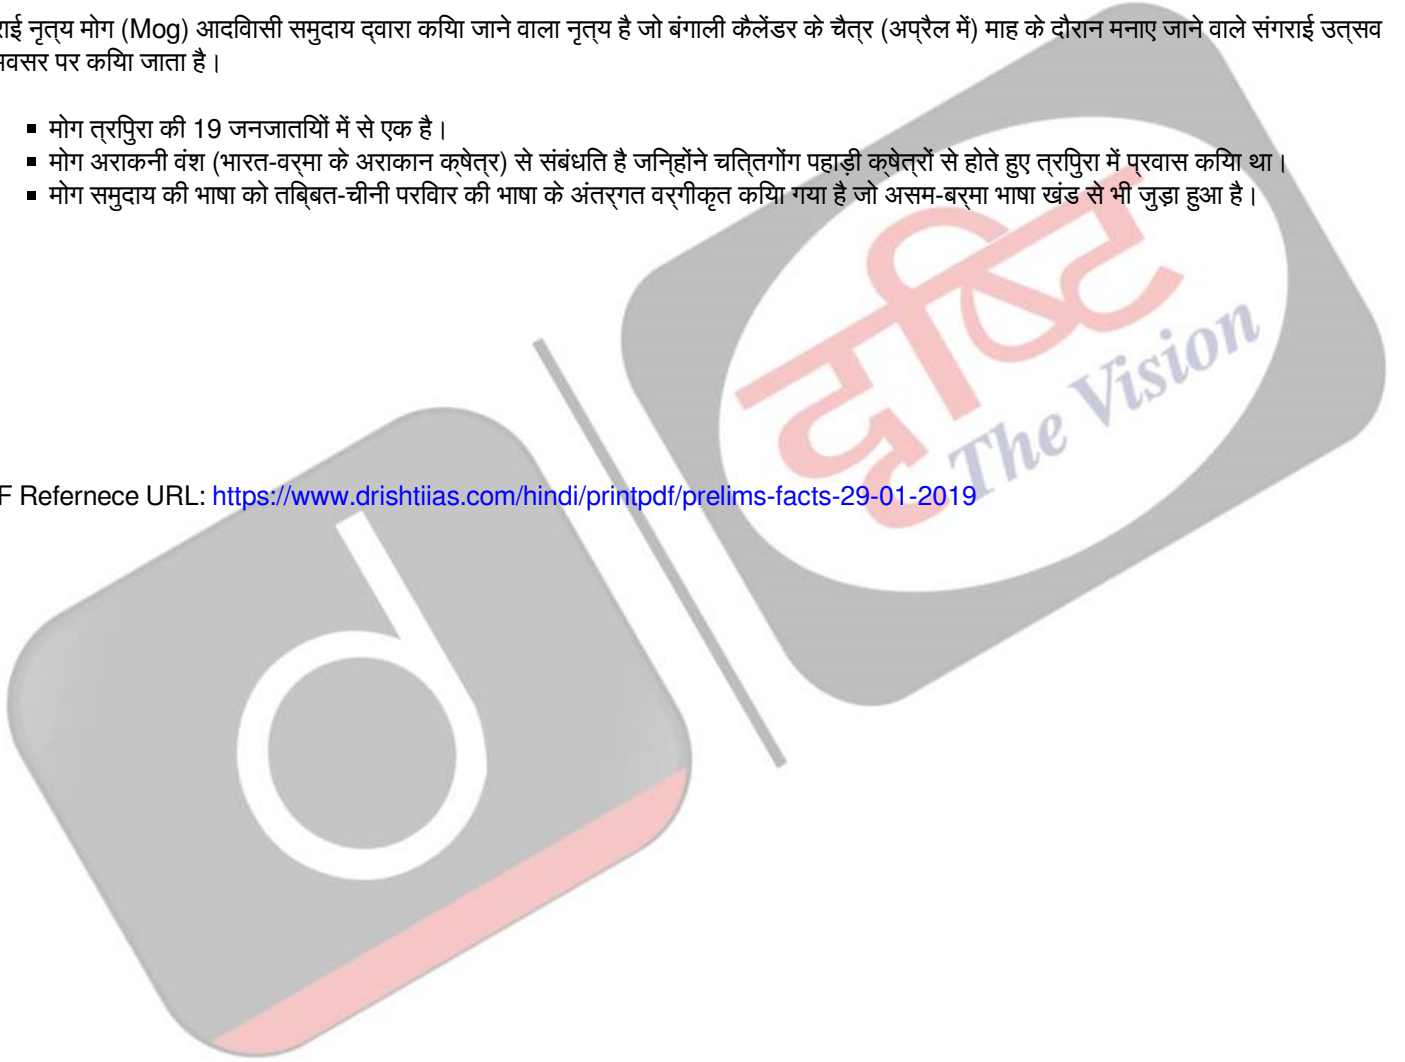 राई नृत्य मोग (Mog) आदिवासी समुदाय द्वारा किया जाने वाला नृत्य है जो बंगाली कैलेंडर के चैत्र (अप्रैल में) माह के दौरान मनाए जाने वाले संगराई उत्सव
वसर पर किया जाता है।
▪ मोग त्रिपुरा की 19 जनजातियों में से एक है।
▪ मोग अराकनी वंश (भारत-वर्मा के अराकान क्षेत्र) से संबंधित है जिन्होंने चित्तिगोंग पहाड़ी क्षेत्रों से होते हुए त्रिपुरा में प्रवास किया था।
▪ मोग समुदाय की भाषा को तिब्बत-चीनी परिवार की भाषा के अंतर्गत वर्गीकृत किया गया है जो असम-बर्मा भाषा खंड से भी जुड़ा हुआ है।
दृष्टि
The Vision
F Refernece URL: https://www.drishtiias.com/hindi/printpdf/prelims-facts-29-01-2019
d